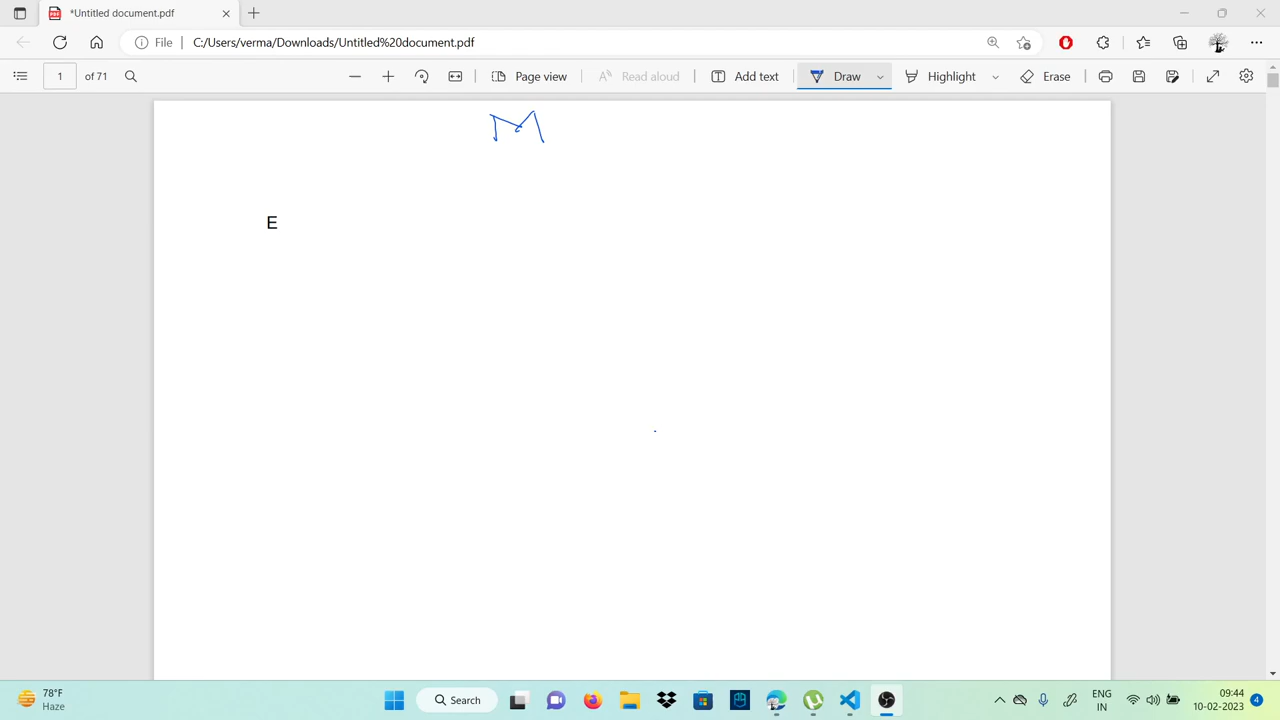 *Untitled document.pdf
File C:/Users/verma/Downloads/Untitled%20document.pdf
1 of 71 Page view Read aloud Add text Draw Highlight Erase
M
E
78°F
Haze
Search
ENG
IN
09:44
10-02-2023
4